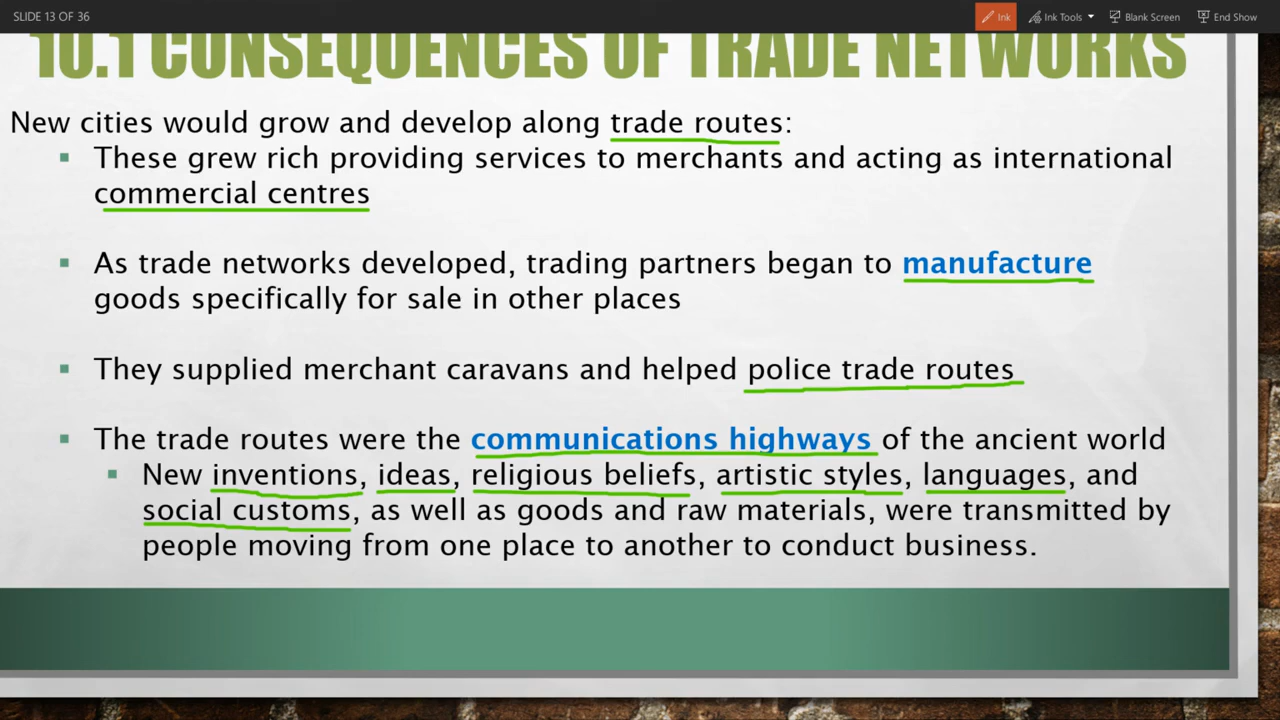 SLIDE 13 OF 36
Ink
Ink Tools
Blank Screen
End Show
10.1 CONSEQUENCES OF TRADE NETWORKS
New cities would grow and develop along trade routes:
These grew rich providing services to merchants and acting as international
commercial centres
As trade networks developed, trading partners began to manufacture
goods specifically for sale in other places
They supplied merchant caravans and helped police trade routes
The trade routes were the communications highways of the ancient world
New inventions, ideas, religious beliefs, artistic styles, languages, and
social customs, as well as goods and raw materials, were transmitted by
people moving from one place to another to conduct business.